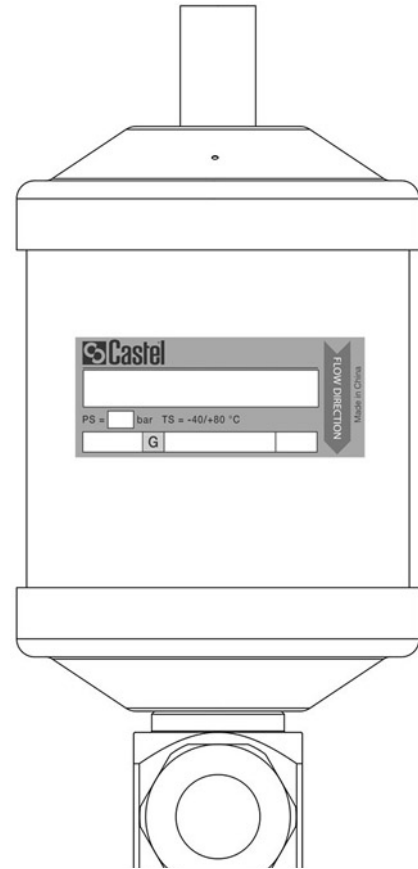 Castel
PS = bar TS = -40/+80 °C
G
FLOW DIRECTION
Made in China